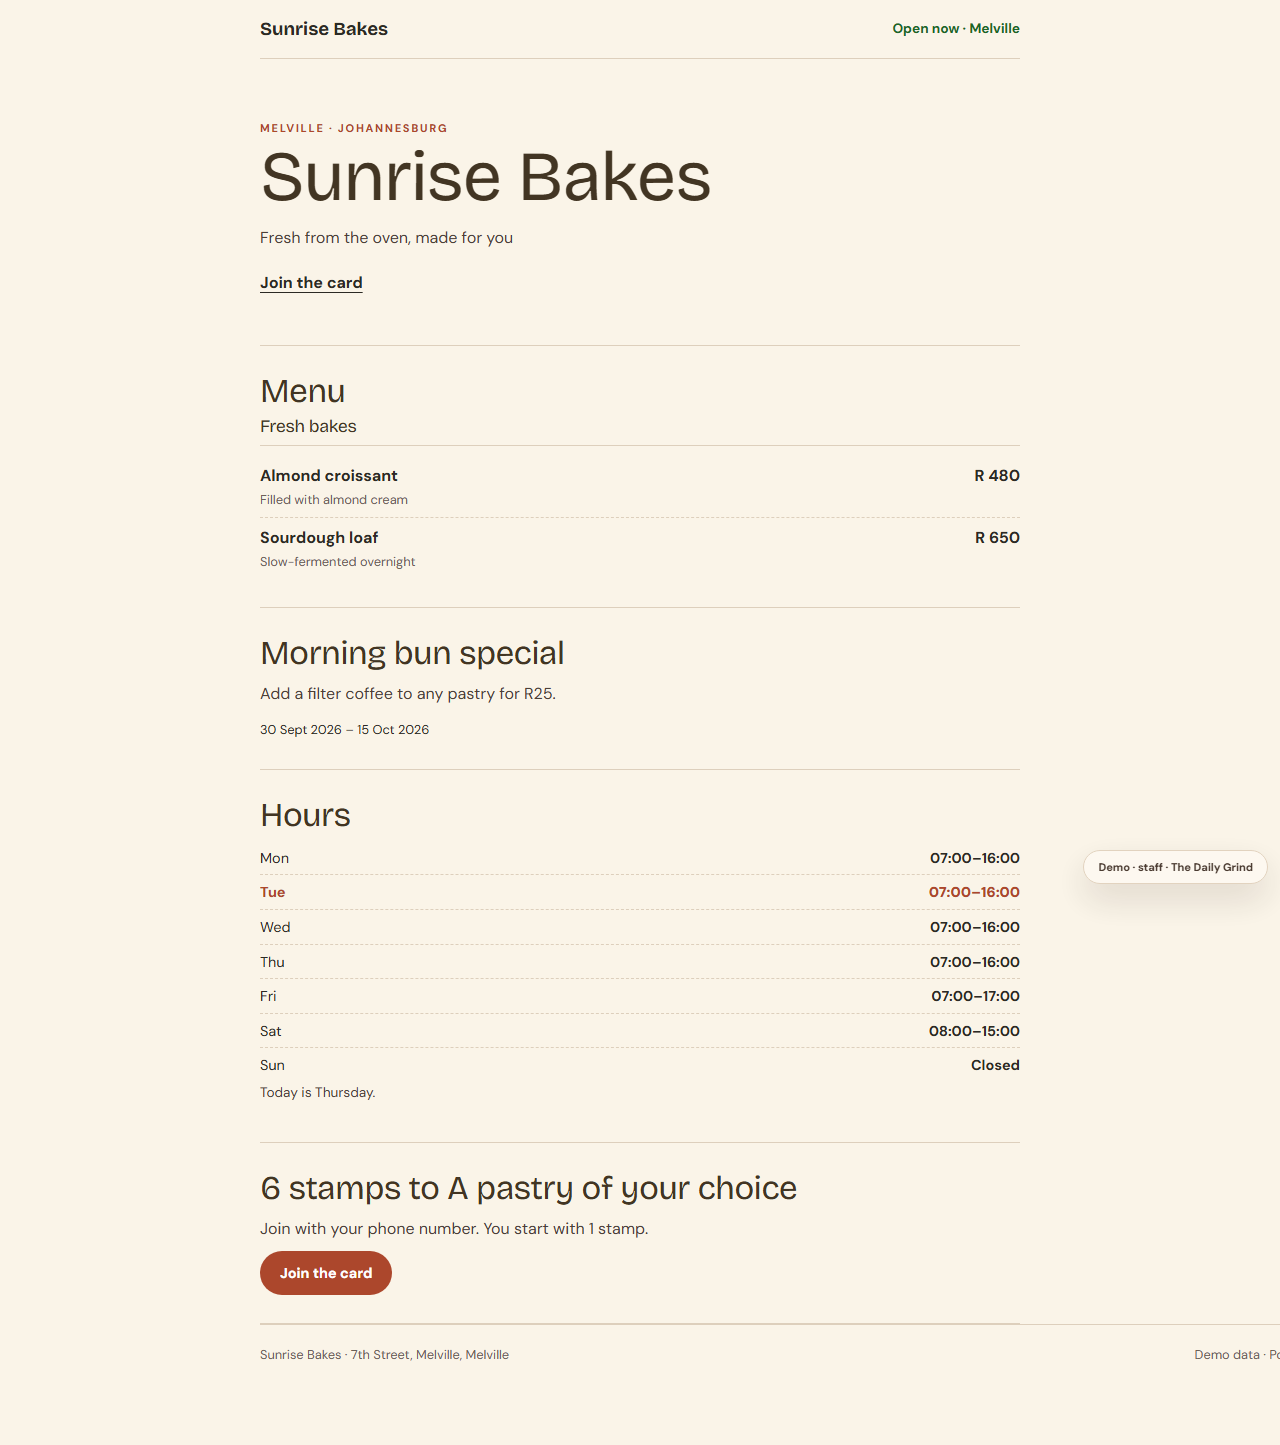 Sunrise Bakes
Open now · Melville
MELVILLE · JOHANNESBURG
Sunrise Bakes
Fresh from the oven, made for you
Join the card
Menu
Fresh bakes
Almond croissant
R 480
Filled with almond cream
Sourdough loaf
R 650
Slow-fermented overnight
Morning bun special
Add a filter coffee to any pastry for R25.
30 Sept 2026 – 15 Oct 2026
Hours
Mon 07:00–16:00
Demo · staff · The Daily Grind
Tue 07:00–16:00
Wed 07:00–16:00
Thu 07:00–16:00
Fri 07:00–17:00
Sat 08:00–15:00
Sun Closed
Today is Thursday.
6 stamps to A pastry of your choice
Join with your phone number. You start with 1 stamp.
Join the card
Sunrise Bakes · 7th Street, Melville, Melville
Demo data ·